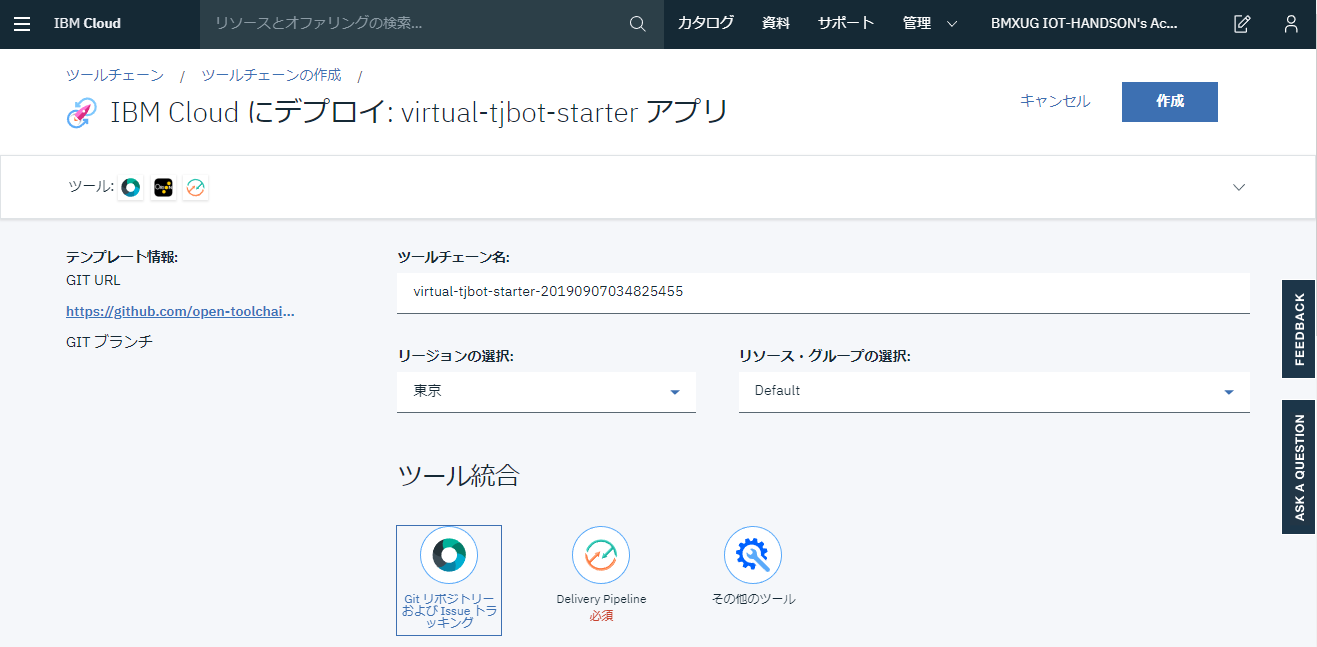 IBM Cloud
リソースとオファリングの検索...
カタログ
資料
サポート
管理
BMXUG IOT-HANDSON's Ac...
ツールチェーン / ツールチェーンの作成 /
IBM Cloud にデプロイ: virtual-tjbot-starter アプリ
キャンセル
作成
ツール:
テンプレート情報:
GIT URL
https://github.com/open-toolchai...
GIT ブランチ
ツールチェーン名:
virtual-tjbot-starter-20190907034825455
リージョンの選択:
東京
リソース・グループの選択:
Default
ツール統合
Git リポジトリー
および Issue トラ
ッキング
Delivery Pipeline
必須
その他のツール
FEEDBACK
ASK A QUESTION